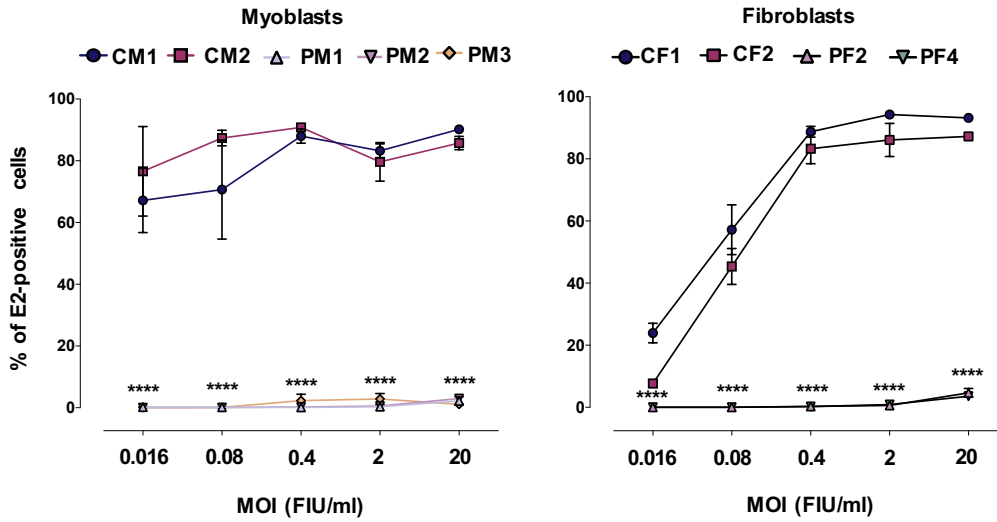 Myoblasts
CM1 CM2 PM1 PM2 PM3
% of E2-positive cells
100
80
60
40
20
0
**** **** **** **** ****
0.016 0.08 0.4 2 20
MOI (FIU/ml)
Fibroblasts
CF1 CF2 PF2 PF4
100
80
60
40
20
0
**** **** **** **** ****
0.016 0.08 0.4 2 20
MOI (FIU/ml)